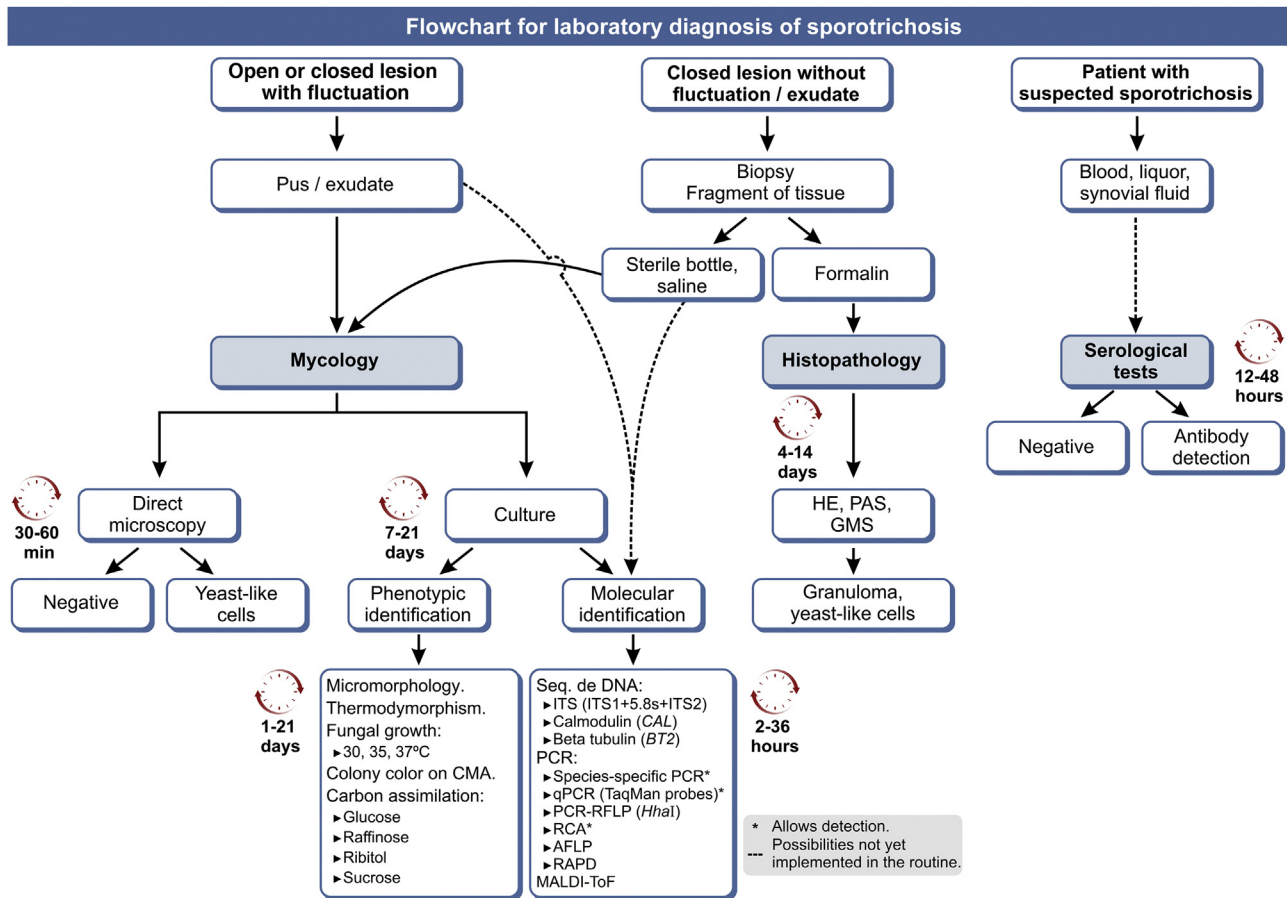 Flowchart for laboratory diagnosis of sporotrichosis
Open or closed lesion
with fluctuation
Closed lesion without
fluctuation / exudate
Patient with
suspected sporotrichosis
Pus / exudate
Biopsy
Fragment of tissue
Blood, liquor,
synovial fluid
Sterile bottle,
saline
Formalin
Mycology
Histopathology
Serological
tests
12-48
hours
4-14
days
Negative
Antibody
detection
30-60
min
Direct
microscopy
7-21
days
Culture
HE, PAS,
GMS
Negative
Yeast-like
cells
Phenotypic
identification
Molecular
identification
Granuloma,
yeast-like cells
1-21
days
Micromorphology.
Thermodymorphism.
Fungal growth:
►30, 35, 37ºC
Colony color on CMA.
Carbon assimilation:
►Glucose
►Raffinose
►Ribitol
►Sucrose
Seq. de DNA:
►ITS (ITS1+5.8s+ITS2)
►Calmodulin (CAL)
►Beta tubulin (BT2)
PCR:
►Species-specific PCR*
►qPCR (TaqMan probes)*
►PCR-RFLP (HhaI)
►RCA*
►AFLP
►RAPD
MALDI-ToF
2-36
hours
* Allows detection.
--- Possibilities not yet
implemented in the routine.